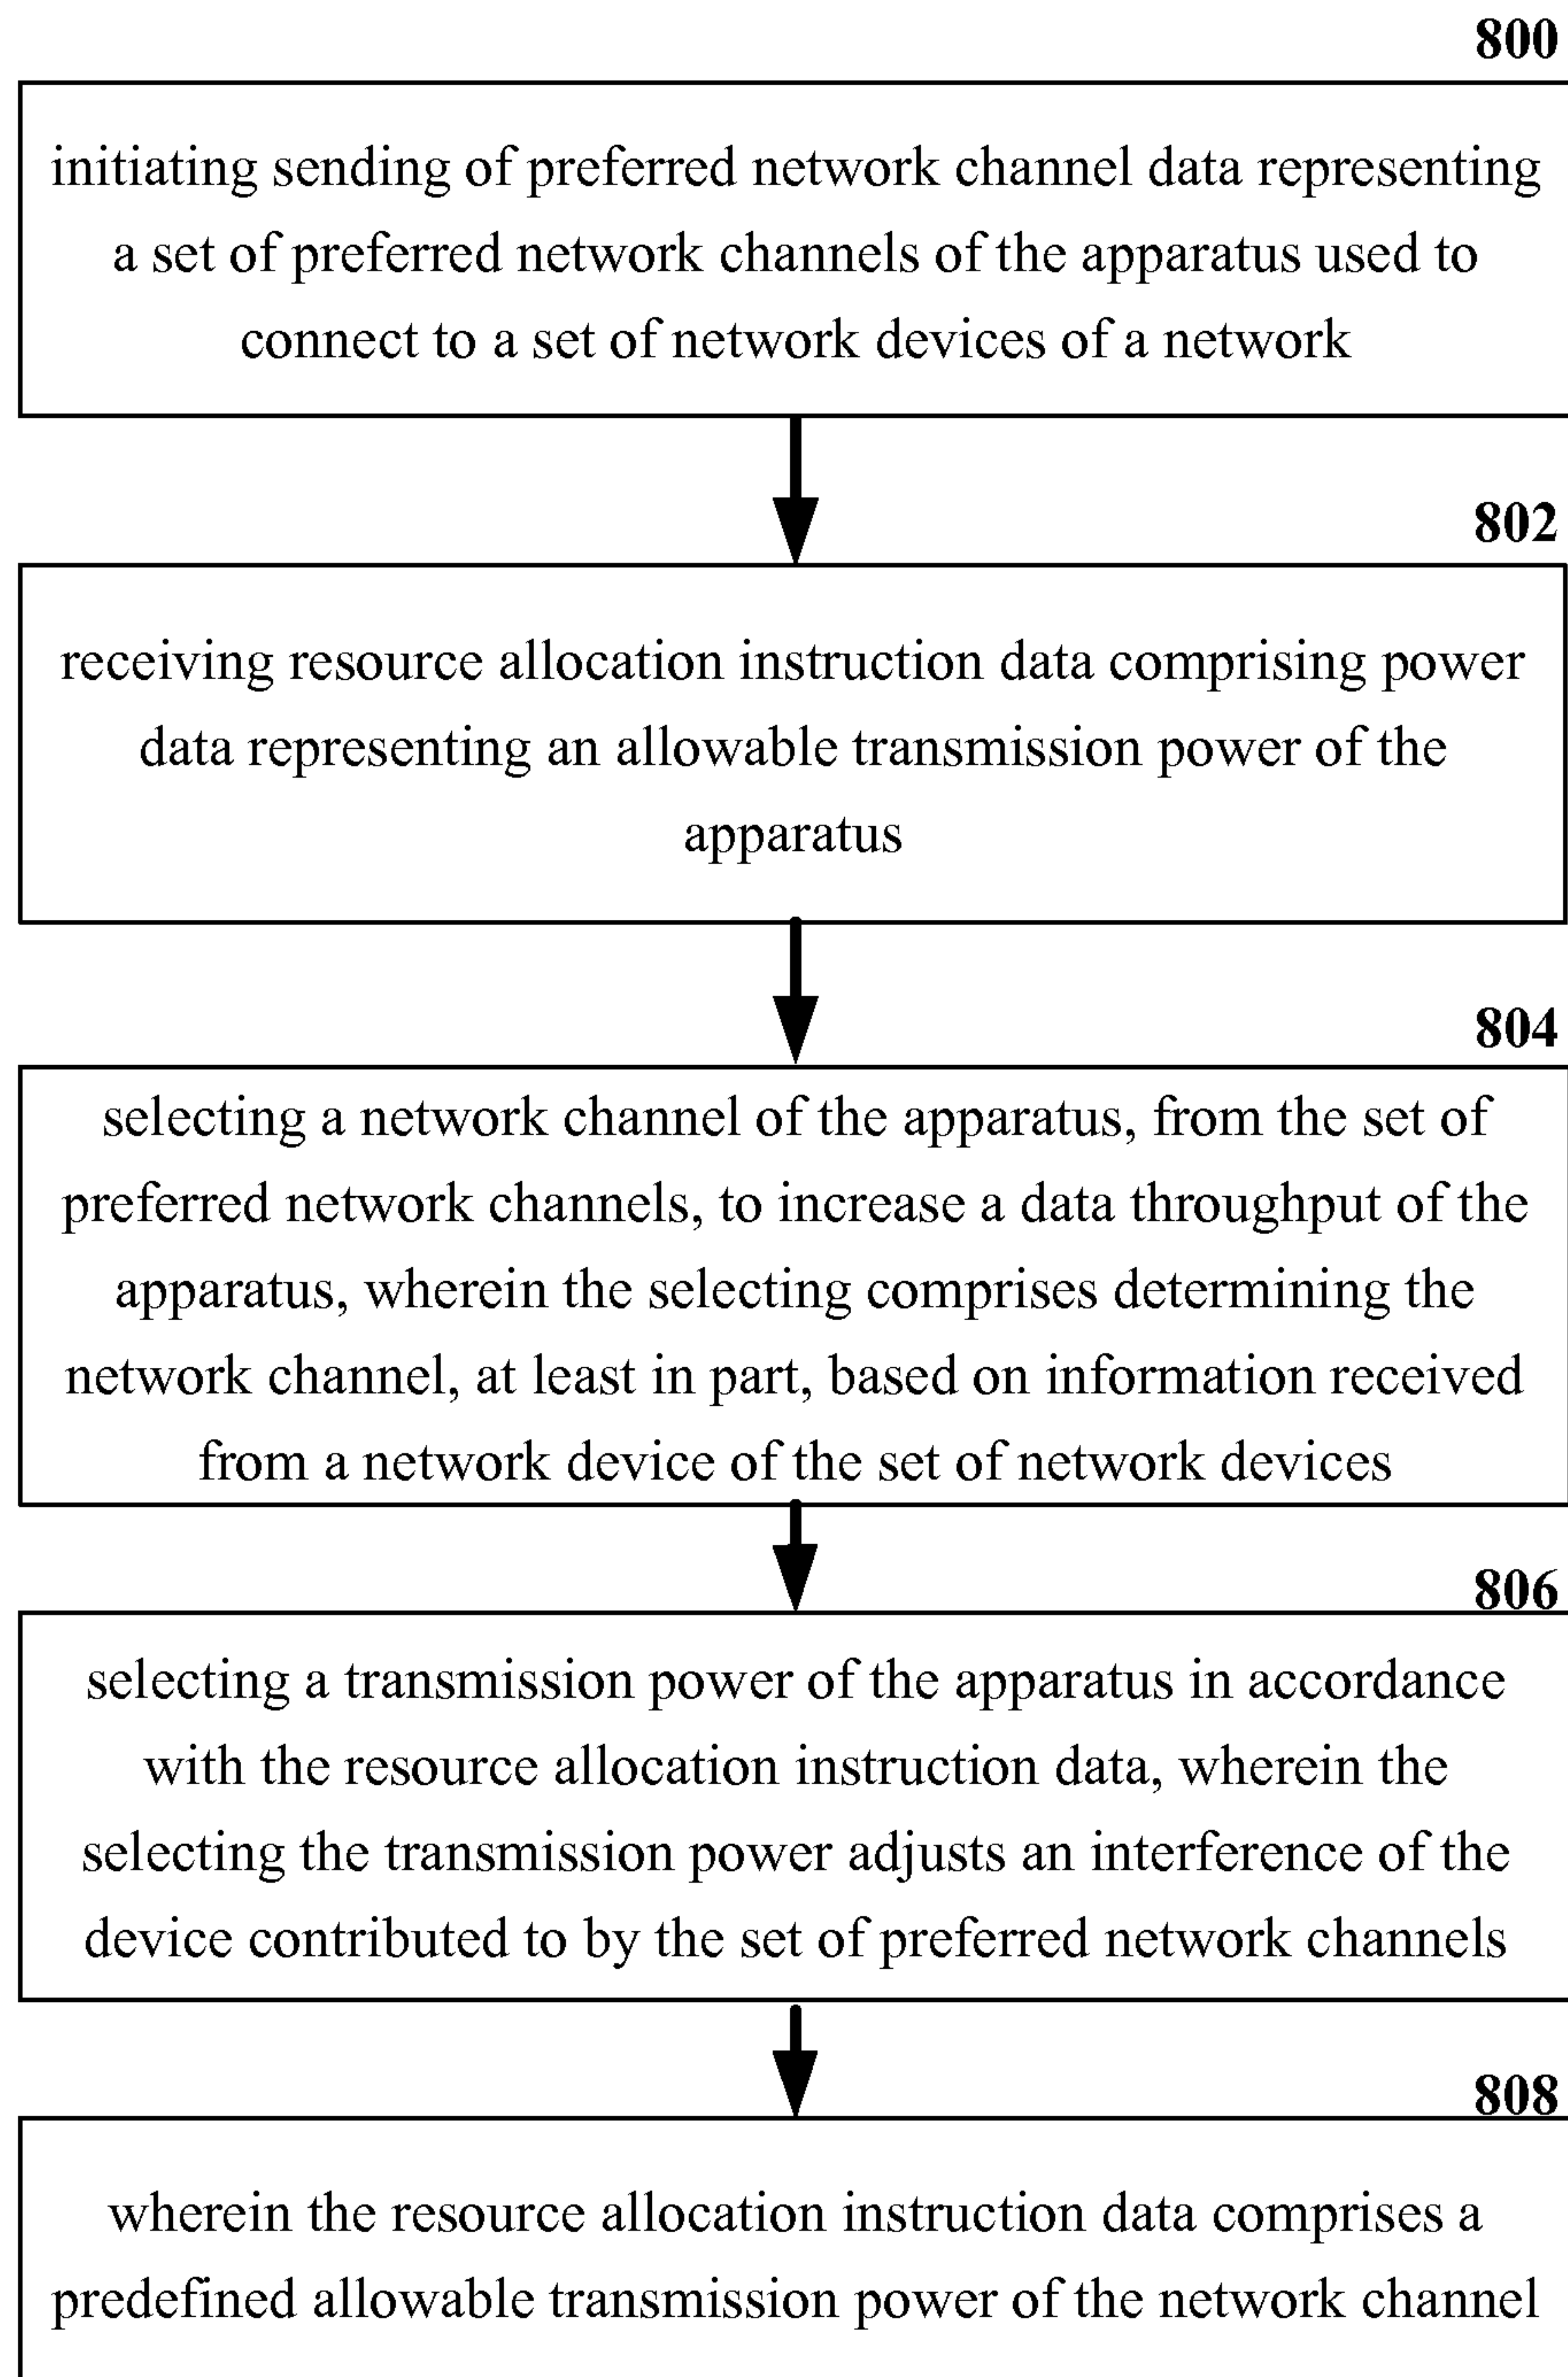 800
initiating sending of preferred network channel data representing
a set of preferred network channels of the apparatus used to
connect to a set of network devices of a network
802
receiving resource allocation instruction data comprising power
data representing an allowable transmission power of the
apparatus
804
selecting a network channel of the apparatus, from the set of
preferred network channels, to increase a data throughput of the
apparatus, wherein the selecting comprises determining the
network channel, at least in part, based on information received
from a network device of the set of network devices
806
selecting a transmission power of the apparatus in accordance
with the resource allocation instruction data, wherein the
selecting the transmission power adjusts an interference of the
device contributed to by the set of preferred network channels
808
wherein the resource allocation instruction data comprises a
predefined allowable transmission power of the network channel